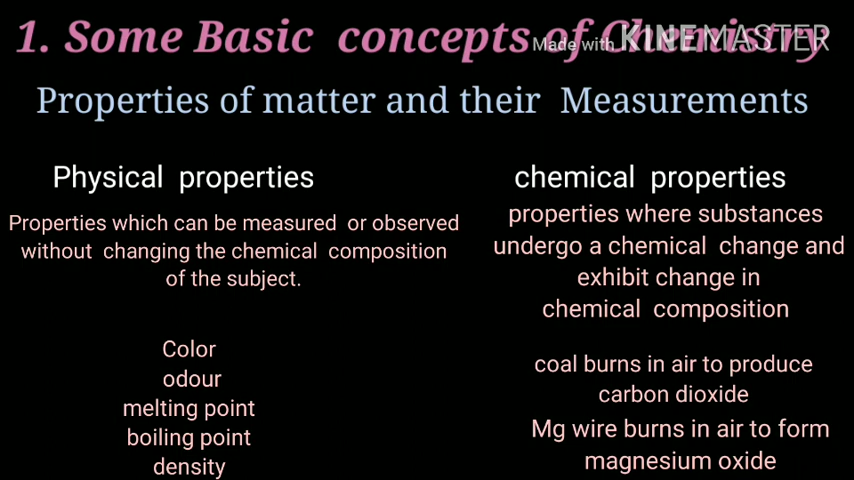 1. Some Basic concepts of Chemistry
Made with KINEMASTER
Properties of matter and their Measurements
Physical properties
Properties which can be measured or observed
without changing the chemical composition
of the subject.
Color
odour
melting point
boiling point
density
chemical properties
properties where substances
undergo a chemical change and
exhibit change in
chemical composition
coal burns in air to produce
carbon dioxide
Mg wire burns in air to form
magnesium oxide